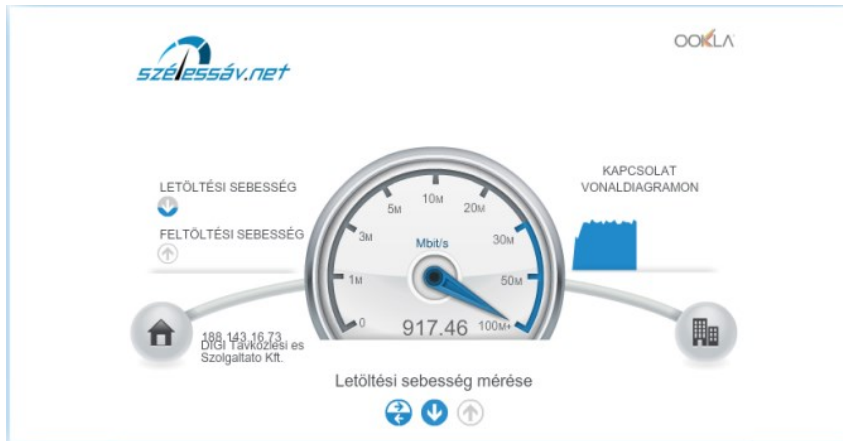 OOKLA
szélessáv.net
LETÖLTÉSI SEBESSÉG
FELTÖLTÉSI SEBESSÉG
KAPCSOLAT
VONALDIAGRAMON
0
1M
3M
5M
10M
20M
30M
50M
100M+
Mbit/s
917.46
188.143.16.73
DIGI Tavkozlesi es
Szolgaltato Kft.
Letöltési sebesség mérése